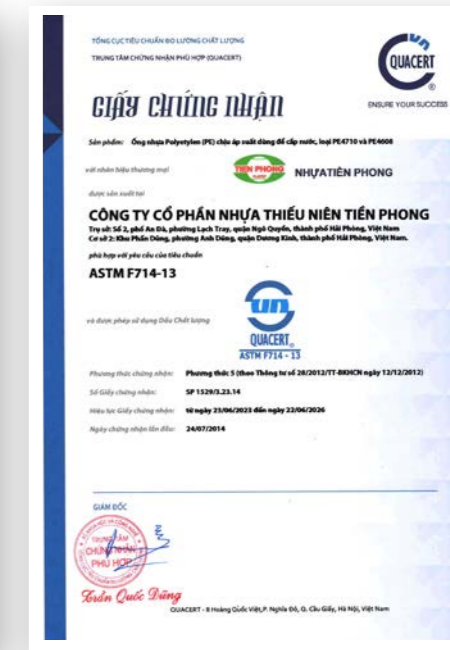 TỔNG CỤC TIÊU CHUẨN ĐO LƯỜNG CHẤT LƯỢNG
TRUNG TÂM CHỨNG NHẬN PHÙ HỢP (QUACERT)
QUACERT
®
ENSURE YOUR SUCCESS
GIẤY CHỨNG NHẬN
Sản phẩm: Ống nhựa Polyetylen (PE) chịu áp suất dùng để cấp nước, loại PE4710 và PE4608
với nhãn hiệu thương mại
TIEN PHONG
PLASTIC
NHỰA TIỀN PHONG
được sản xuất tại
CÔNG TY CỔ PHẦN NHỰA THIẾU NIÊN TIỀN PHONG
Trụ sở: Số 2, phố An Đà, phường Lạch Tray, quận Ngô Quyền, thành phố Hải Phòng, Việt Nam
Cơ sở 2: Khu Phấn Dũng, phường Anh Dũng, quận Dương Kinh, thành phố Hải Phòng, Việt Nam.
phù hợp với yêu cầu của tiêu chuẩn
ASTM F714-13
và được phép sử dụng Dấu Chất lượng
QUACERT®
ASTM F714 - 13
Phương thức chứng nhận: Phương thức 5 (theo Thông tư số 28/2012/TT-BKHCN ngày 12/12/2012)
Số Giấy chứng nhận: SP 1529/3.23.14
Hiệu lực Giấy chứng nhận: từ ngày 23/06/2023 đến ngày 22/06/2026
Ngày chứng nhận lần đầu: 24/07/2014
GIÁM ĐỐC
TRUNG TÂM
CHỨNG NHẬN
PHÙ HỢP
Trần Quốc Dũng
QUACERT - 8 Hoàng Quốc Việt, P. Nghĩa Đô, Q. Cầu Giấy, Hà Nội, Việt Nam